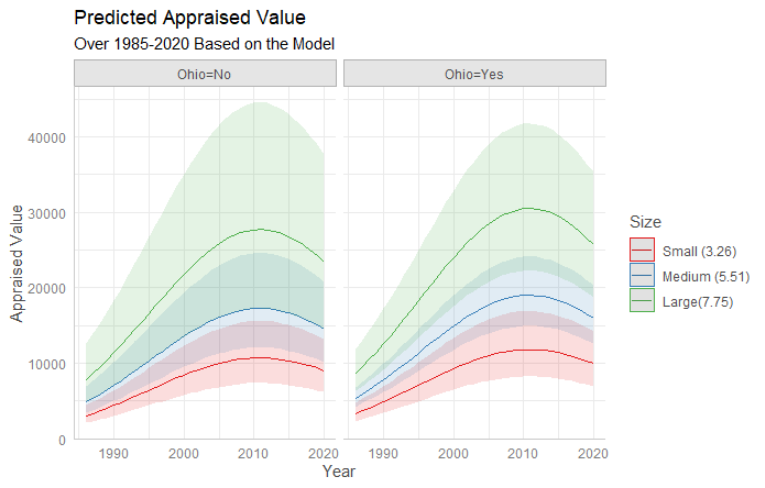 Predicted Appraised Value
Over 1985-2020 Based on the Model
Ohio=No
Ohio=Yes
Appraised Value
40000
30000
20000
10000
0
1990
2000
2010
2020
1990
2000
2010
2020
Year
Size
Small (3.26)
Medium (5.51)
Large(7.75)